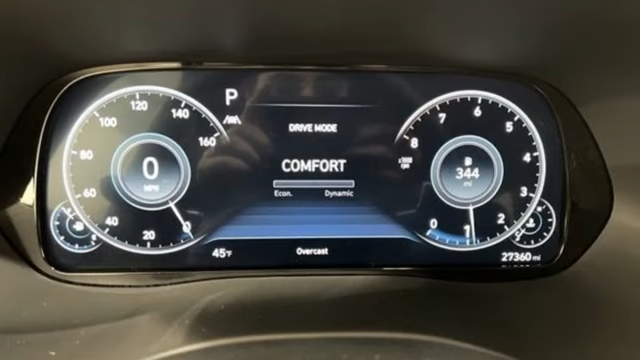 P
DRIVE MODE
COMFORT
Econ. Dynamic
0
MPH
0
20
40
60
80
100
120
140
160
344
mi
x1000
rpm
0
1
2
3
4
5
6
7
8
45°F
Overcast
27360 mi